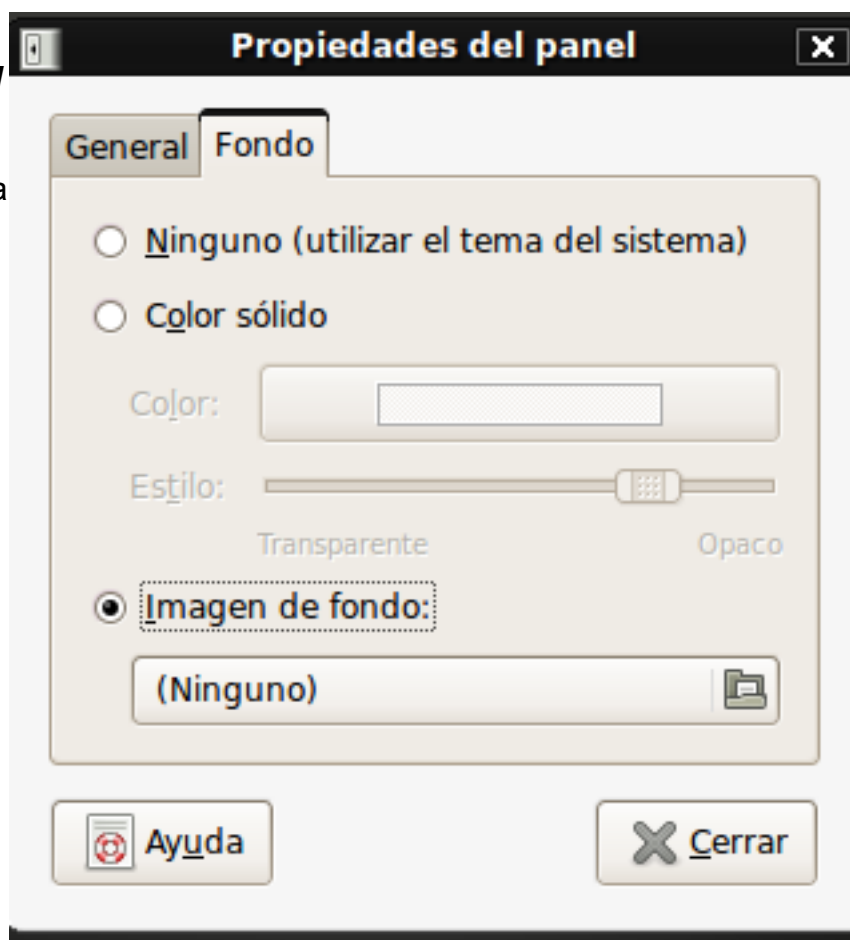 Propiedades del panel
General Fondo
a
Ninguno (utilizar el tema del sistema)
Color sólido
Color:
Estilo:
Transparente Opaco
Imagen de fondo:
(Ninguno)
Ayuda Cerrar